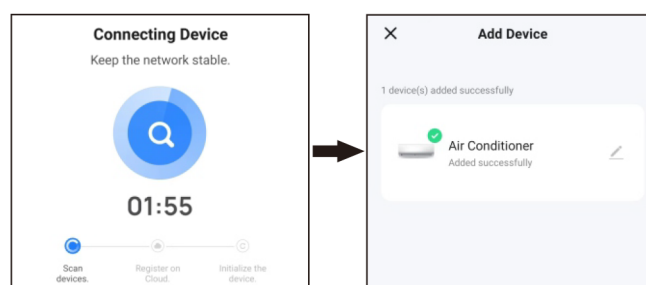 Connecting Device
Keep the network stable.
01:55
Scan
devices.
Register on
Cloud.
Initialize the
device.
Add Device
1 device(s) added successfully
Air Conditioner
Added successfully